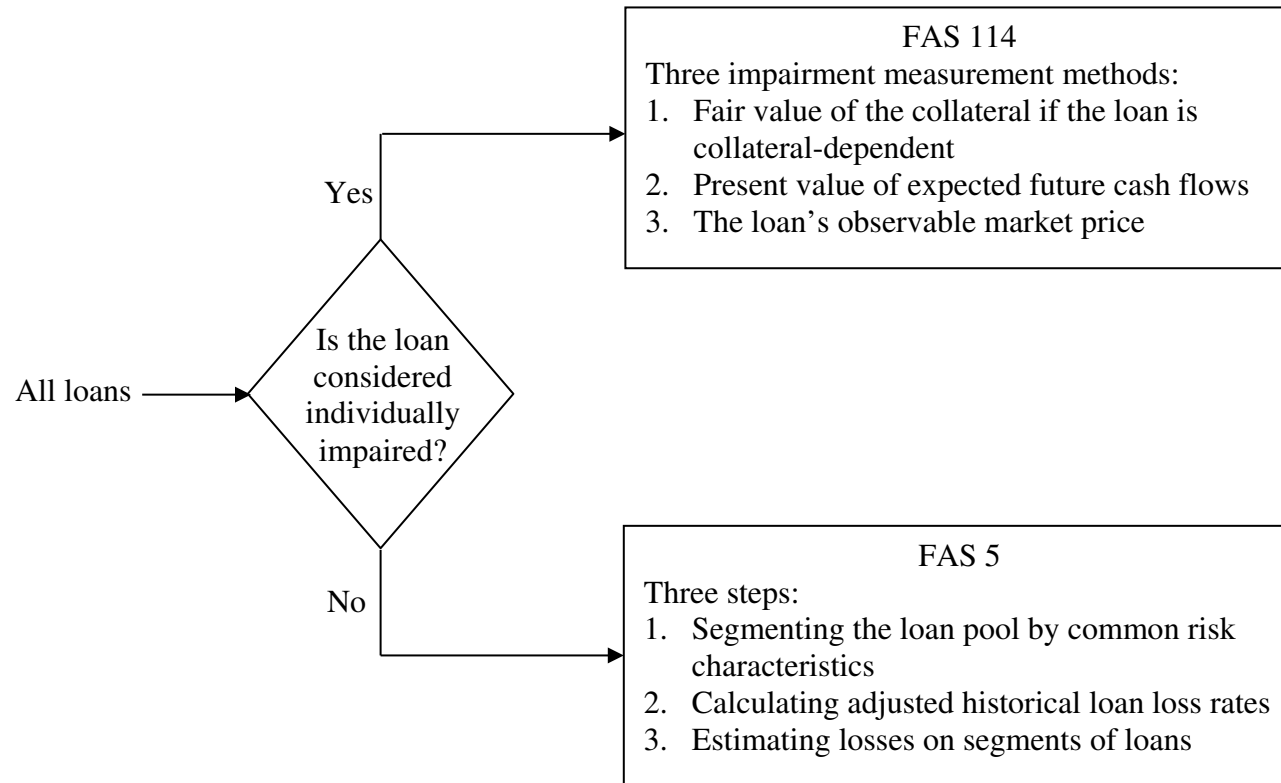 FAS 114
Three impairment measurement methods:
1. Fair value of the collateral if the loan is
collateral-dependent
2. Present value of expected future cash flows
3. The loan’s observable market price
Yes
All loans
Is the loan
considered
individually
impaired?
No
FAS 5
Three steps:
1. Segmenting the loan pool by common risk
characteristics
2. Calculating adjusted historical loan loss rates
3. Estimating losses on segments of loans